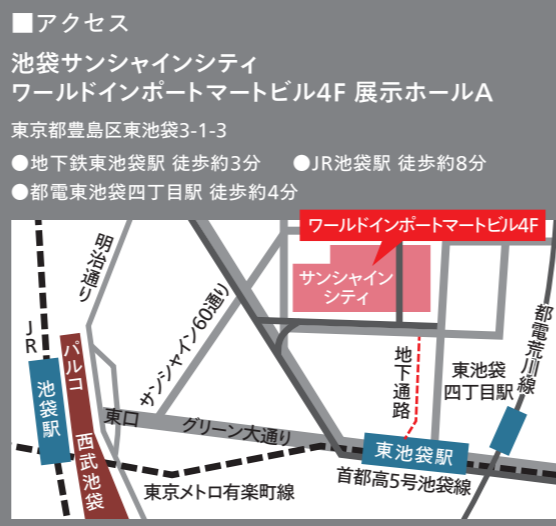 ■アクセス
池袋サンシャインシティ
ワールドインポートマートビル4F 展示ホールA
東京都豊島区東池袋3-1-3
●地下鉄東池袋駅 徒歩約3分　●JR池袋駅 徒歩約8分
●都電東池袋四丁目駅 徒歩約4分
ワールドインポートマートビル4F
明治通り
サンシャイン
シティ
サンシャイン60通り
都電荒川線
JR
パルコ
地下通路
東池袋
四丁目駅
池袋駅
東口
グリーン大通り
西武池袋
東池袋駅
首都高5号池袋線
東京メトロ有楽町線